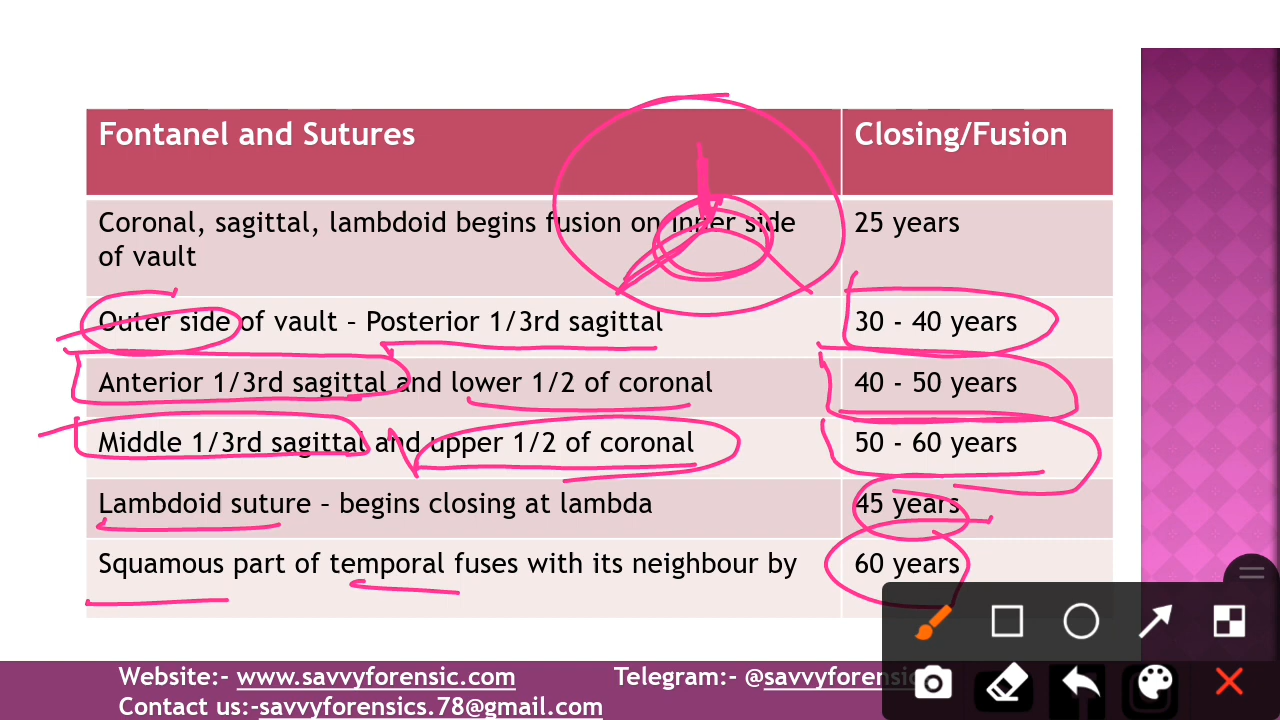 Fontanel and Sutures Closing/Fusion
Coronal, sagittal, lambdoid begins fusion on inner side 25 years
of vault
Outer side of vault – Posterior 1/3rd sagittal 30 - 40 years
Anterior 1/3rd sagittal and lower 1/2 of coronal 40 - 50 years
Middle 1/3rd sagittal and upper 1/2 of coronal 50 - 60 years
Lambdoid suture – begins closing at lambda 45 years
Squamous part of temporal fuses with its neighbour by 60 years
Website:- www.savvyforensic.com Telegram:- @savvyforensic
Contact us:-savvyforensics.78@gmail.com